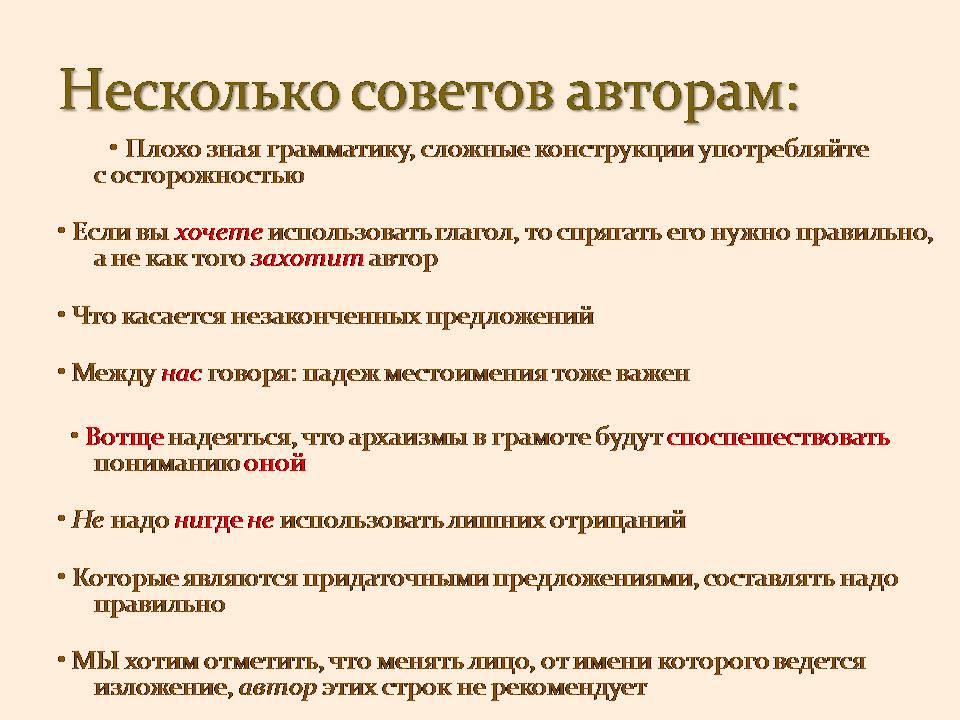 Несколько советов авторам:
• Плохо зная грамматику, сложные конструкции употребляйте
с осторожностью
• Если вы хочете использовать глагол, то спрягать его нужно правильно,
а не как того захотит автор
• Что касается незаконченных предложений
• Между нас говоря: падеж местоимения тоже важен
• Вотще надеяться, что архаизмы в грамоте будут споспешествовать
пониманию оной
• Не надо нигде не использовать лишних отрицаний
• Которые являются придаточными предложениями, составлять надо
правильно
• МЫ хотим отметить, что менять лицо, от имени которого ведется
изложение, автор этих строк не рекомендует